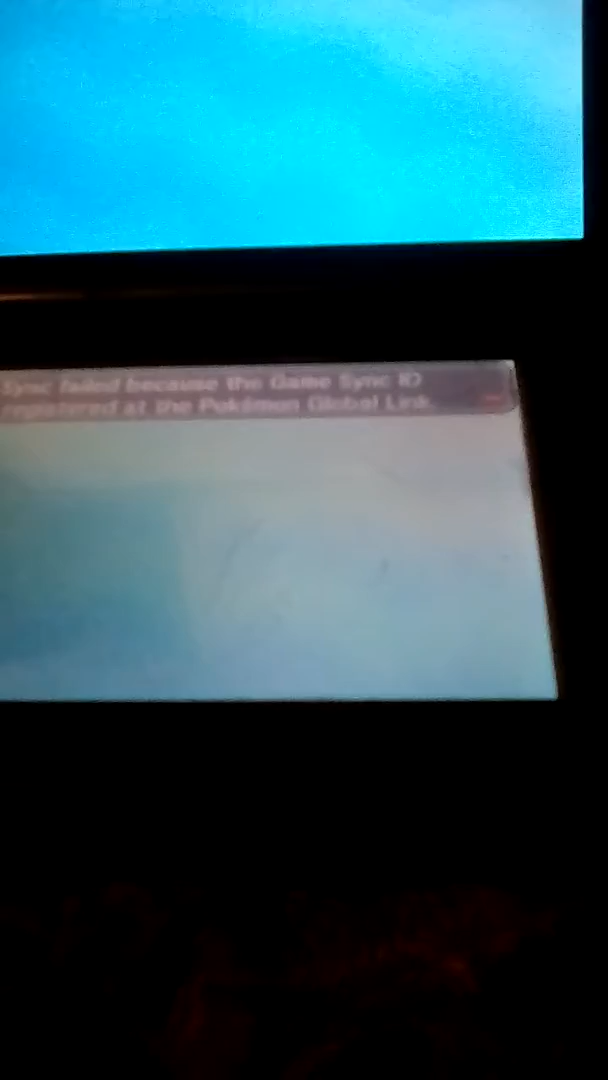 Sync failed because the Game Sync ID
registered at the Pokémon Global Link.